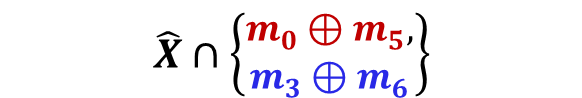 X̂ ∩ { m₀ ⊕ m₅,
m₃ ⊕ m₆ }